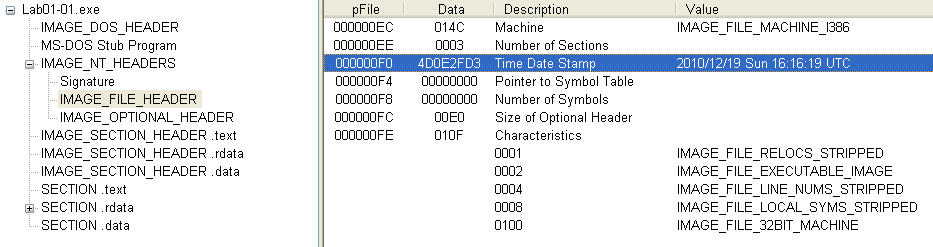 Lab01-01.exe
IMAGE_DOS_HEADER
MS-DOS Stub Program
IMAGE_NT_HEADERS
Signature
IMAGE_FILE_HEADER
IMAGE_OPTIONAL_HEADER
IMAGE_SECTION_HEADER .text
IMAGE_SECTION_HEADER .rdata
IMAGE_SECTION_HEADER .data
SECTION .text
SECTION .rdata
SECTION .data
pFile Data Description Value
000000EC 014C Machine IMAGE_FILE_MACHINE_I386
000000EE 0003 Number of Sections
000000F0 4D0E2FD3 Time Date Stamp 2010/12/19 Sun 16:16:19 UTC
000000F4 00000000 Pointer to Symbol Table
000000F8 00000000 Number of Symbols
000000FC 00E0 Size of Optional Header
000000FE 010F Characteristics
0001 IMAGE_FILE_RELOCS_STRIPPED
0002 IMAGE_FILE_EXECUTABLE_IMAGE
0004 IMAGE_FILE_LINE_NUMS_STRIPPED
0008 IMAGE_FILE_LOCAL_SYMS_STRIPPED
0100 IMAGE_FILE_32BIT_MACHINE